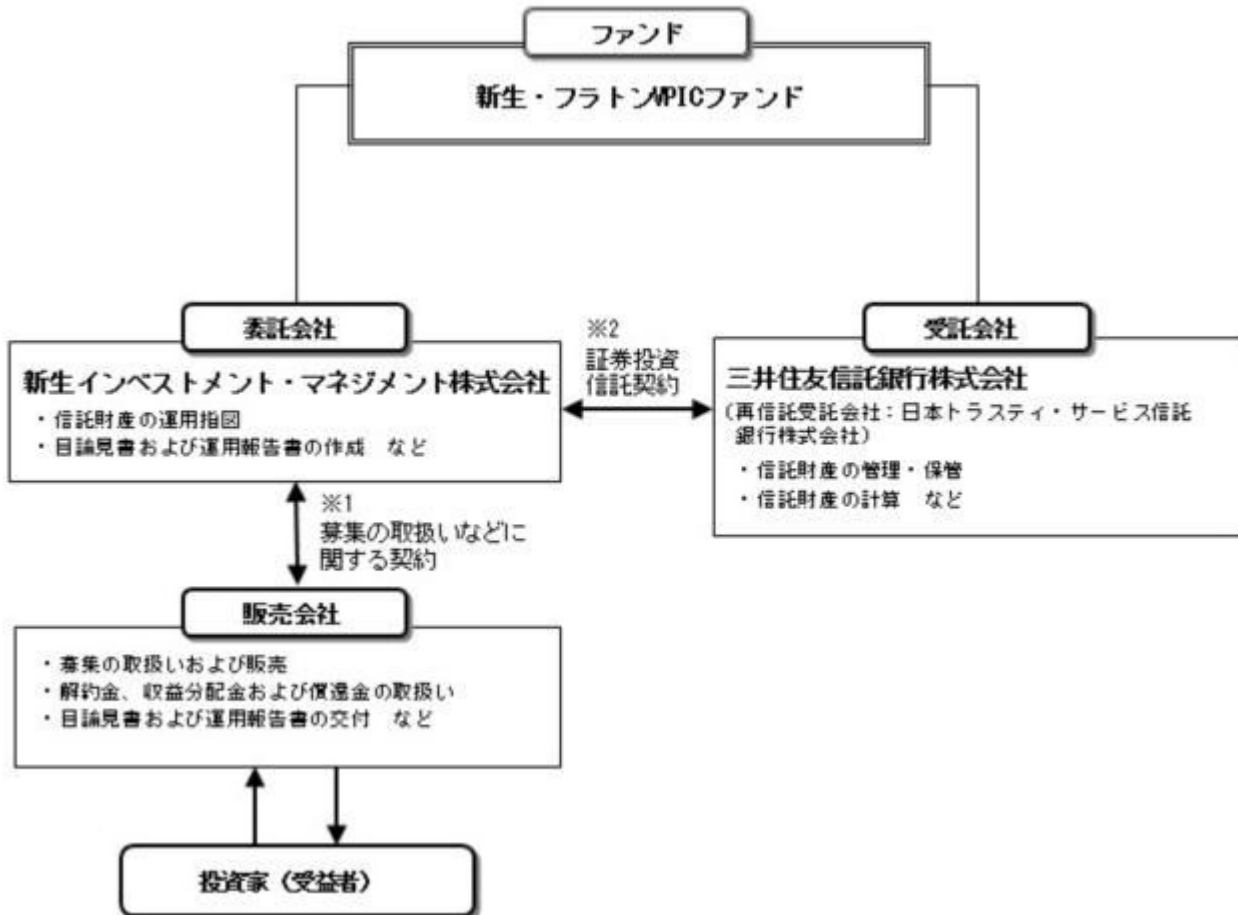 ファンド
新生・フラトンVPICファンド
委託会社
新生インベストメント・マネジメント株式会社
・信託財産の運用指図
・目論見書および運用報告書の作成 など
※2
証券投資
信託契約
受託会社
三井住友信託銀行株式会社
(再信託受託会社:日本トラスティ・サービス信託
銀行株式会社)
・信託財産の管理・保管
・信託財産の計算 など
※1
募集の取扱いなどに
関する契約
販売会社
・募集の取扱いおよび販売
・解約金、収益分配金および償還金の取扱い
・目論見書および運用報告書の交付 など
投資家(受益者)